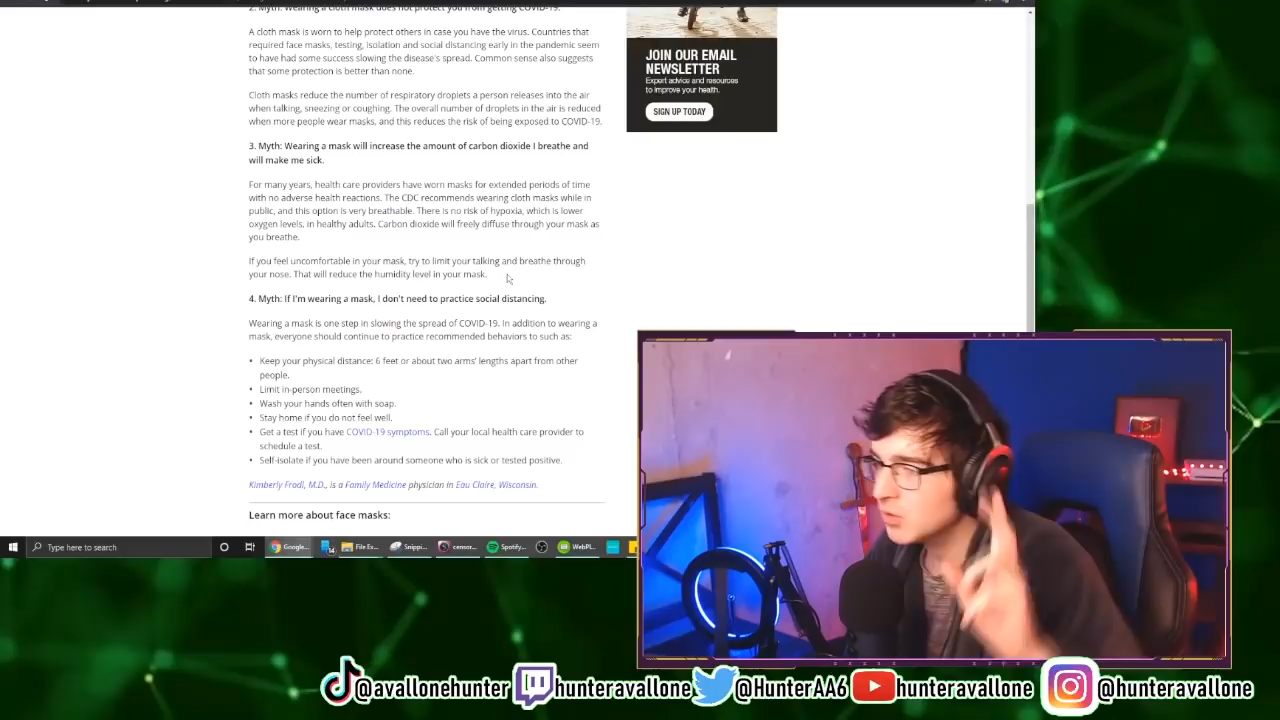 2. Myth: Wearing a cloth mask does not protect you from getting COVID-19.
A cloth mask is worn to help protect others in case you have the virus. Countries that
required face masks, testing, isolation and social distancing early in the pandemic seem
to have had some success slowing the disease's spread. Common sense also suggests
that some protection is better than none.
Cloth masks reduce the number of respiratory droplets a person releases into the air
when talking, sneezing or coughing. The overall number of droplets in the air is reduced
when more people wear masks, and this reduces the risk of being exposed to COVID-19.
3. Myth: Wearing a mask will increase the amount of carbon dioxide I breathe and
will make me sick.
For many years, health care providers have worn masks for extended periods of time
with no adverse health reactions. The CDC recommends wearing cloth masks while in
public, and this option is very breathable. There is no risk of hypoxia, which is lower
oxygen levels, in healthy adults. Carbon dioxide will freely diffuse through your mask as
you breathe.
If you feel uncomfortable in your mask, try to limit your talking and breathe through
your nose. That will reduce the humidity level in your mask.
4. Myth: If I'm wearing a mask, I don't need to practice social distancing.
Wearing a mask is one step in slowing the spread of COVID-19. In addition to wearing a
mask, everyone should continue to practice recommended behaviors to such as:
• Keep your physical distance: 6 feet or about two arms' lengths apart from other
people.
• Limit in-person meetings.
• Wash your hands often with soap.
• Stay home if you do not feel well.
• Get a test if you have COVID-19 symptoms. Call your local health care provider to
schedule a test.
• Self-isolate if you have been around someone who is sick or tested positive.
Kimberly Frodl, M.D., is a Family Medicine physician in Eau Claire, Wisconsin.
Learn more about face masks:
JOIN OUR EMAIL
NEWSLETTER
Expert advice and resources
to improve your health.
SIGN UP TODAY
Type here to search
Google...
14
File Ex...
Snippi...
censor...
Spotify...
WebPl...
@avallonehunter
hunteravallone
@HunterAA6
hunteravallone
@hunteravallone